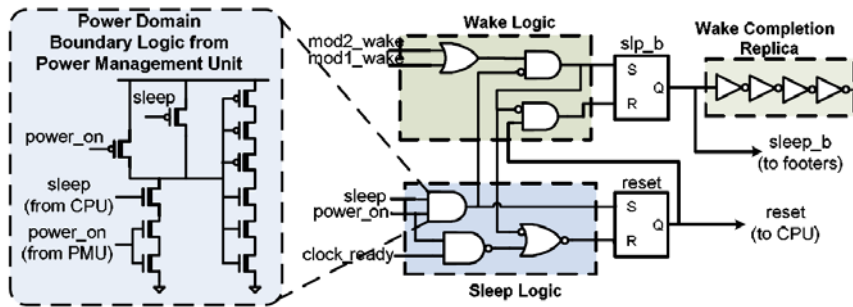 Power Domain
Boundary Logic from
Power Management Unit
sleep
power_on
sleep
(from CPU)
power_on
(from PMU)
Wake Logic
mod2_wake
mod1_wake
slp_b
S
R
Q
Wake Completion
Replica
sleep_b
(to footers)
sleep
power_on
clock_ready
reset
S
R
Q
reset
(to CPU)
Sleep Logic